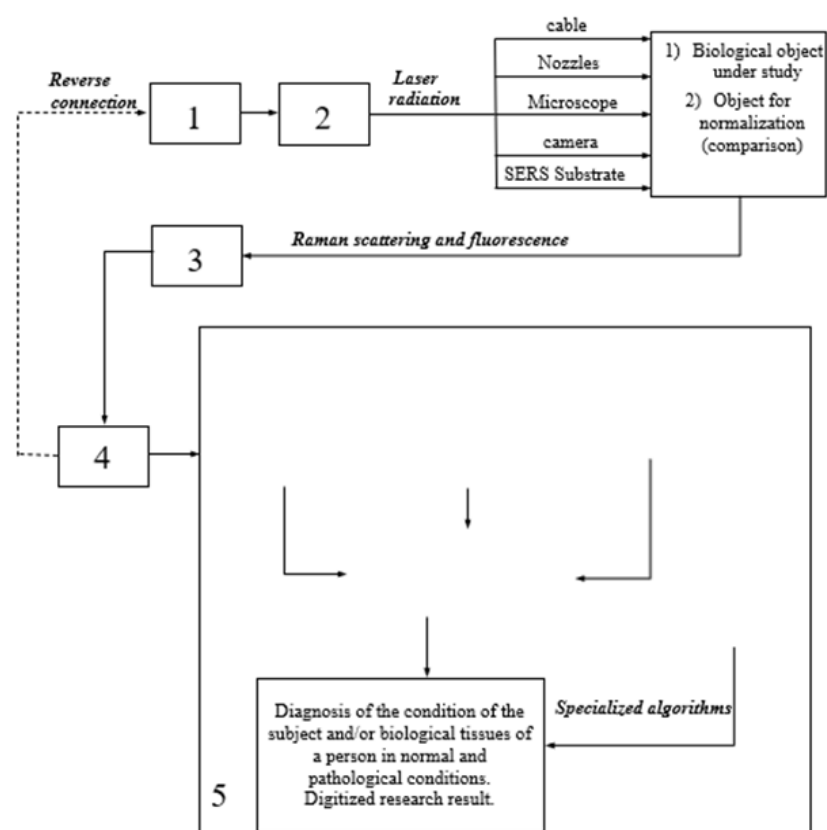 cable
Reverse
connection
1
2
Laser
radiation
Nozzles
Microscope
camera
SERS Substrate
1) Biological object
under study
2) Object for
normalization
(comparison)
3
Raman scattering and fluorescence
4
Diagnosis of the condition of the
subject and/or biological tissues of
a person in normal and
pathological conditions.
Digitized research result.
Specialized algorithms
5